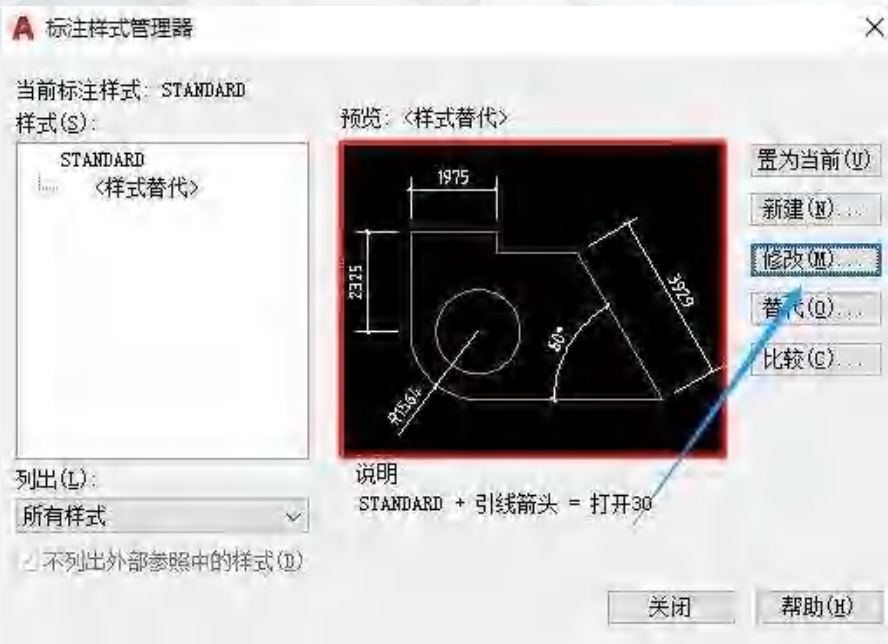 标注样式管理器
当前标注样式: STANDARD
样式(S):
STANDARD
<样式替代>
列出(L):
所有样式
不列出外部参照中的样式(D)
预览: <样式替代>
1975
2325
3929
60°
R1564
说明
STANDARD + 引线箭头 = 打开30
置为当前(U)
新建(N)...
修改(M)...
替代(O)...
比较(C)...
关闭
帮助(H)